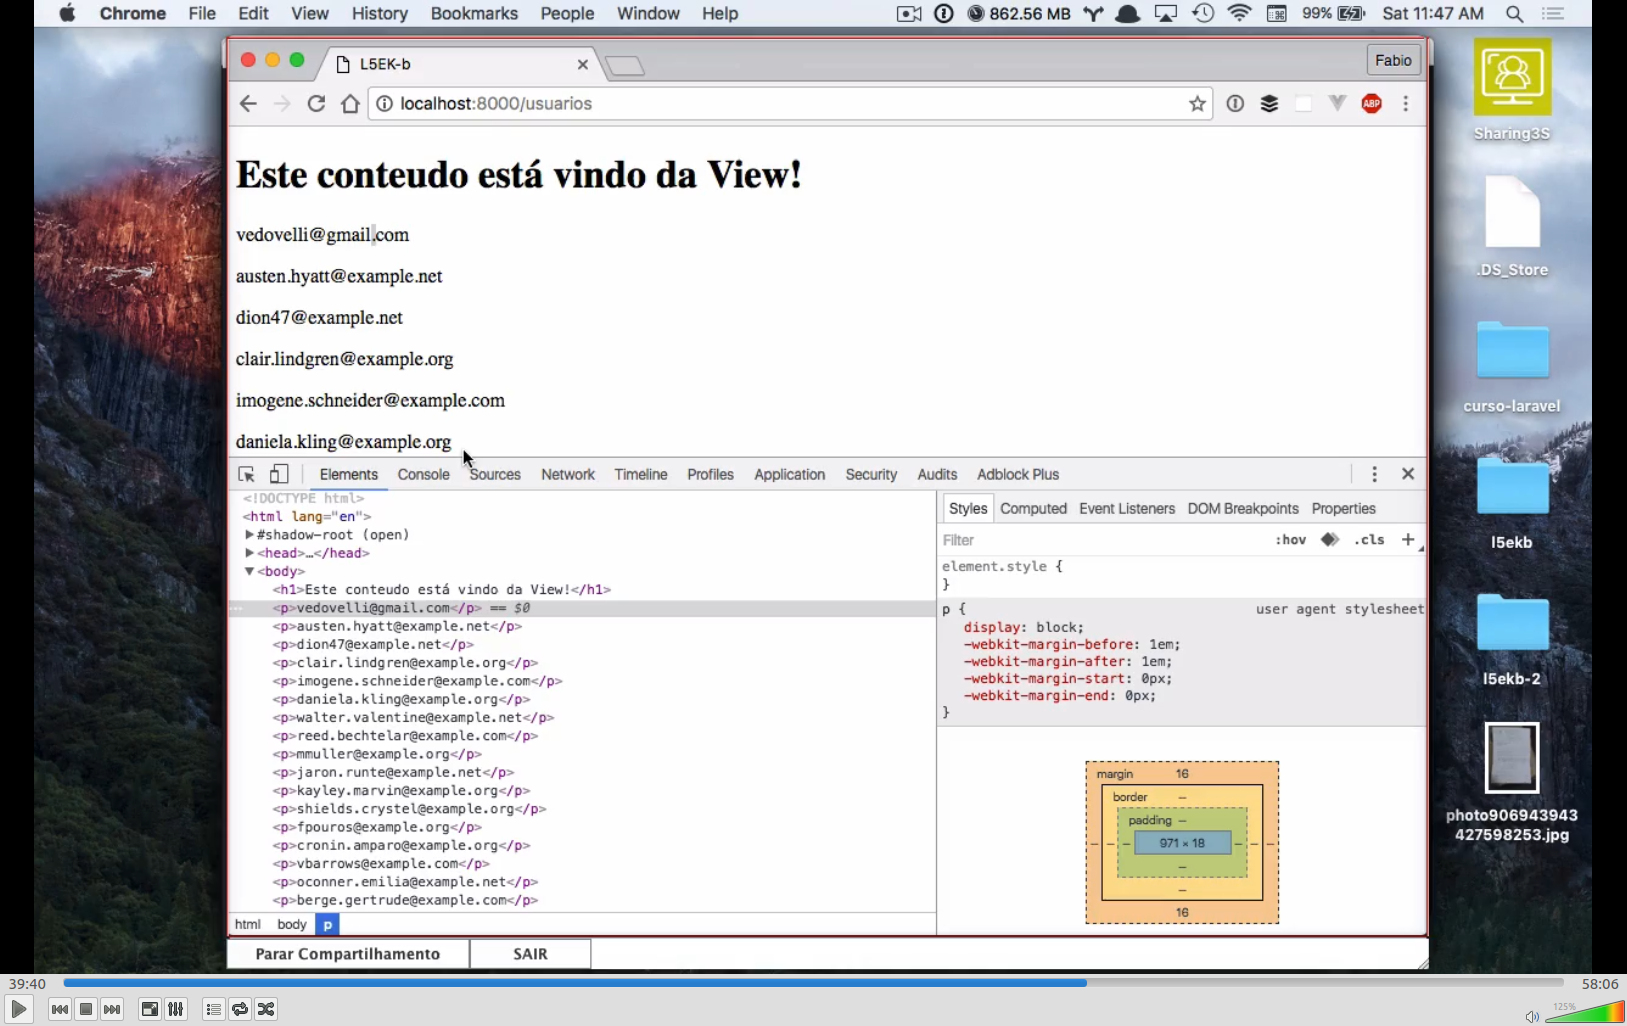 Chrome File Edit View History Bookmarks People Window Help 862.56 MB 99% Sat 11:47 AM
L5EK-b
Fabio
localhost:8000/usuarios
ABP
Este conteudo está vindo da View!
vedovelli@gmail.com
austen.hyatt@example.net
dion47@example.net
clair.lindgren@example.org
imogene.schneider@example.com
daniela.kling@example.org
Elements Console Sources Network Timeline Profiles Application Security Audits Adblock Plus
<!DOCTYPE html>
<html lang="en">
#shadow-root (open)
<head>…</head>
<body>
<h1>Este conteudo está vindo da View!</h1>
<p>vedovelli@gmail.com</p> == $0
<p>austen.hyatt@example.net</p>
<p>dion47@example.net</p>
<p>clair.lindgren@example.org</p>
<p>imogene.schneider@example.com</p>
<p>daniela.kling@example.org</p>
<p>walter.valentine@example.net</p>
<p>reed.bechtelar@example.com</p>
<p>mmuller@example.org</p>
<p>jaron.runte@example.net</p>
<p>kayley.marvin@example.org</p>
<p>shields.crystel@example.org</p>
<p>fpouros@example.org</p>
<p>cronin.amparo@example.org</p>
<p>vbarrows@example.com</p>
<p>oconner.emilia@example.net</p>
<p>berge.gertrude@example.com</p>
html body p
Styles Computed Event Listeners DOM Breakpoints Properties
Filter :hov .cls +
element.style {
}
p { user agent stylesheet
display: block;
-webkit-margin-before: 1em;
-webkit-margin-after: 1em;
-webkit-margin-start: 0px;
-webkit-margin-end: 0px;
}
margin 16
border –
padding –
– – – 971 × 18 – – –
–
–
16
Parar Compartilhamento SAIR
Sharing3S
.DS_Store
curso-laravel
l5ekb
l5ekb-2
photo906943943
427598253.jpg
39:40 58:06
125%